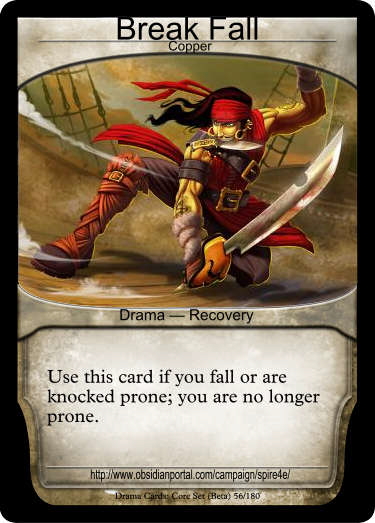 Break Fall
Copper
Drama — Recovery
Use this card if you fall or are
knocked prone; you are no longer
prone.
http://www.obsidianportal.com/campaign/spire4e/
Drama Cards: Core Set (Beta) 56/180